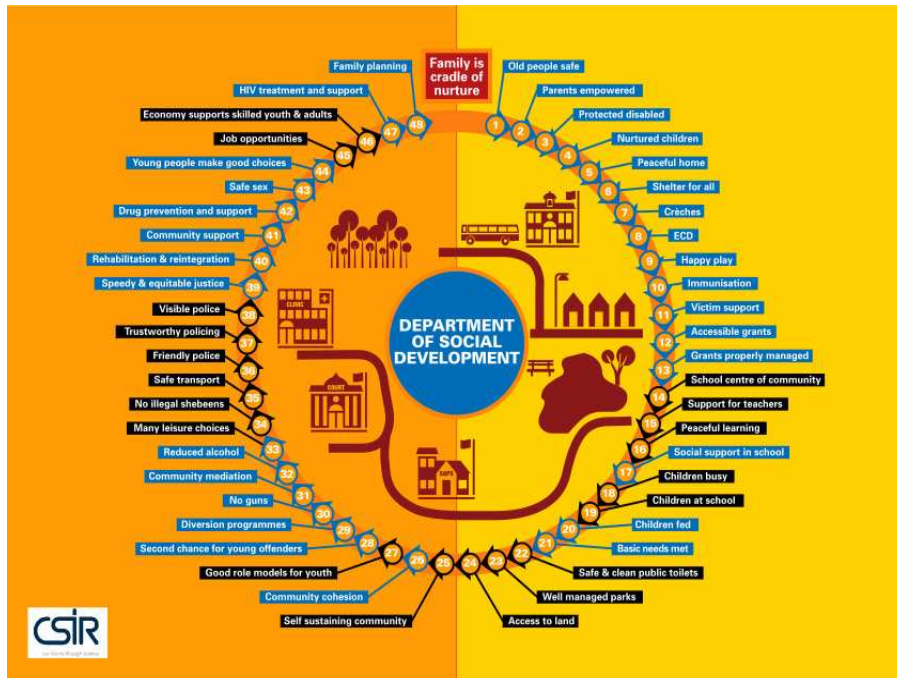 Family is
cradle of
nurture
Old people safe
1
Parents empowered
2
Protected disabled
3
Nurtured children
4
Peaceful home
5
Shelter for all
6
Crèches
7
ECD
8
Happy play
9
Immunisation
10
Victim support
11
Accessible grants
12
Grants properly managed
13
School centre of community
14
Support for teachers
15
Peaceful learning
16
Social support in school
17
Children busy
18
Children at school
19
Children fed
20
Basic needs met
21
Safe & clean public toilets
22
Well managed parks
23
Access to land
24
Self sustaining community
25
Community cohesion
26
Good role models for youth
27
Second chance for young offenders
28
Diversion programmes
29
No guns
30
Community mediation
31
Reduced alcohol
32
Many leisure choices
33
No illegal shebeens
34
Safe transport
35
Friendly police
36
Trustworthy policing
37
Visible police
38
Speedy & equitable justice
39
Rehabilitation & reintegration
40
Community support
41
Drug prevention and support
42
Safe sex
43
Young people make good choices
44
Job opportunities
45
Economy supports skilled youth & adults
46
HIV treatment and support
47
Family planning
48
DEPARTMENT
OF SOCIAL
DEVELOPMENT
CLINIC
COURT
SAPS
CSIR
our future through science